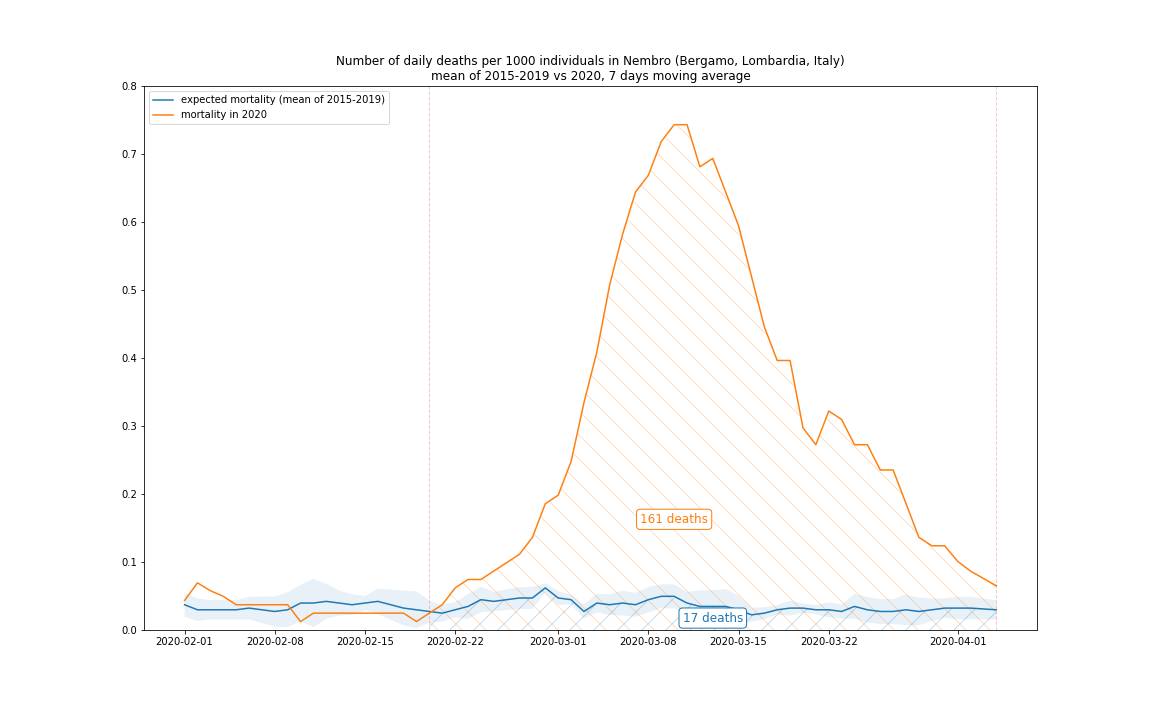 Number of daily deaths per 1000 individuals in Nembro (Bergamo, Lombardia, Italy)
mean of 2015-2019 vs 2020, 7 days moving average
expected mortality (mean of 2015-2019)
mortality in 2020
0.8
0.7
0.6
0.5
0.4
0.3
0.2
0.1
0.0
161 deaths
17 deaths
2020-02-01 2020-02-08 2020-02-15 2020-02-22 2020-03-01 2020-03-08 2020-03-15 2020-03-22 2020-04-01